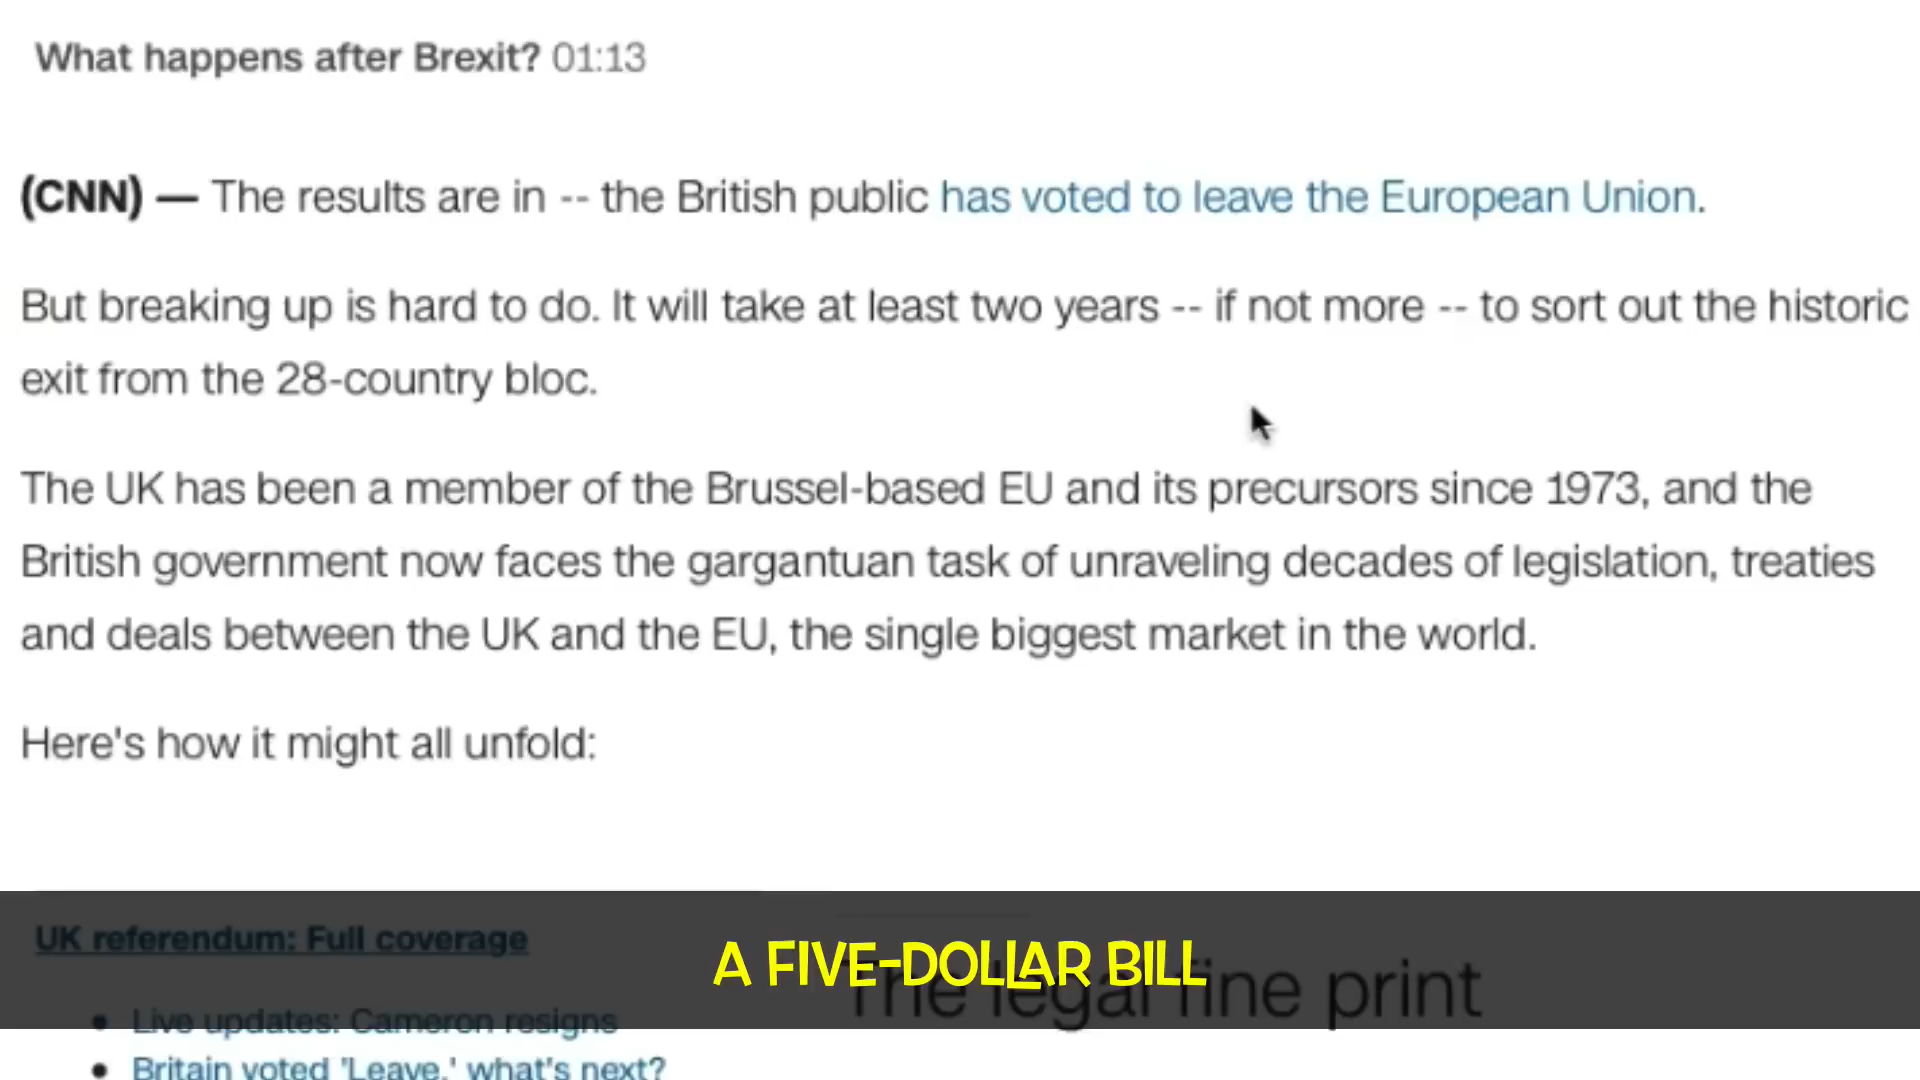 What happens after Brexit? 01:13
(CNN) — The results are in -- the British public has voted to leave the European Union.
But breaking up is hard to do. It will take at least two years -- if not more -- to sort out the historic
exit from the 28-country bloc.
The UK has been a member of the Brussel-based EU and its precursors since 1973, and the
British government now faces the gargantuan task of unraveling decades of legislation, treaties
and deals between the UK and the EU, the single biggest market in the world.
Here's how it might all unfold:
UK referendum: Full coverage
A FIVE-DOLLAR BILL
The legal fine print
• Live updates: Cameron resigns
• Britain voted 'Leave,' what's next?